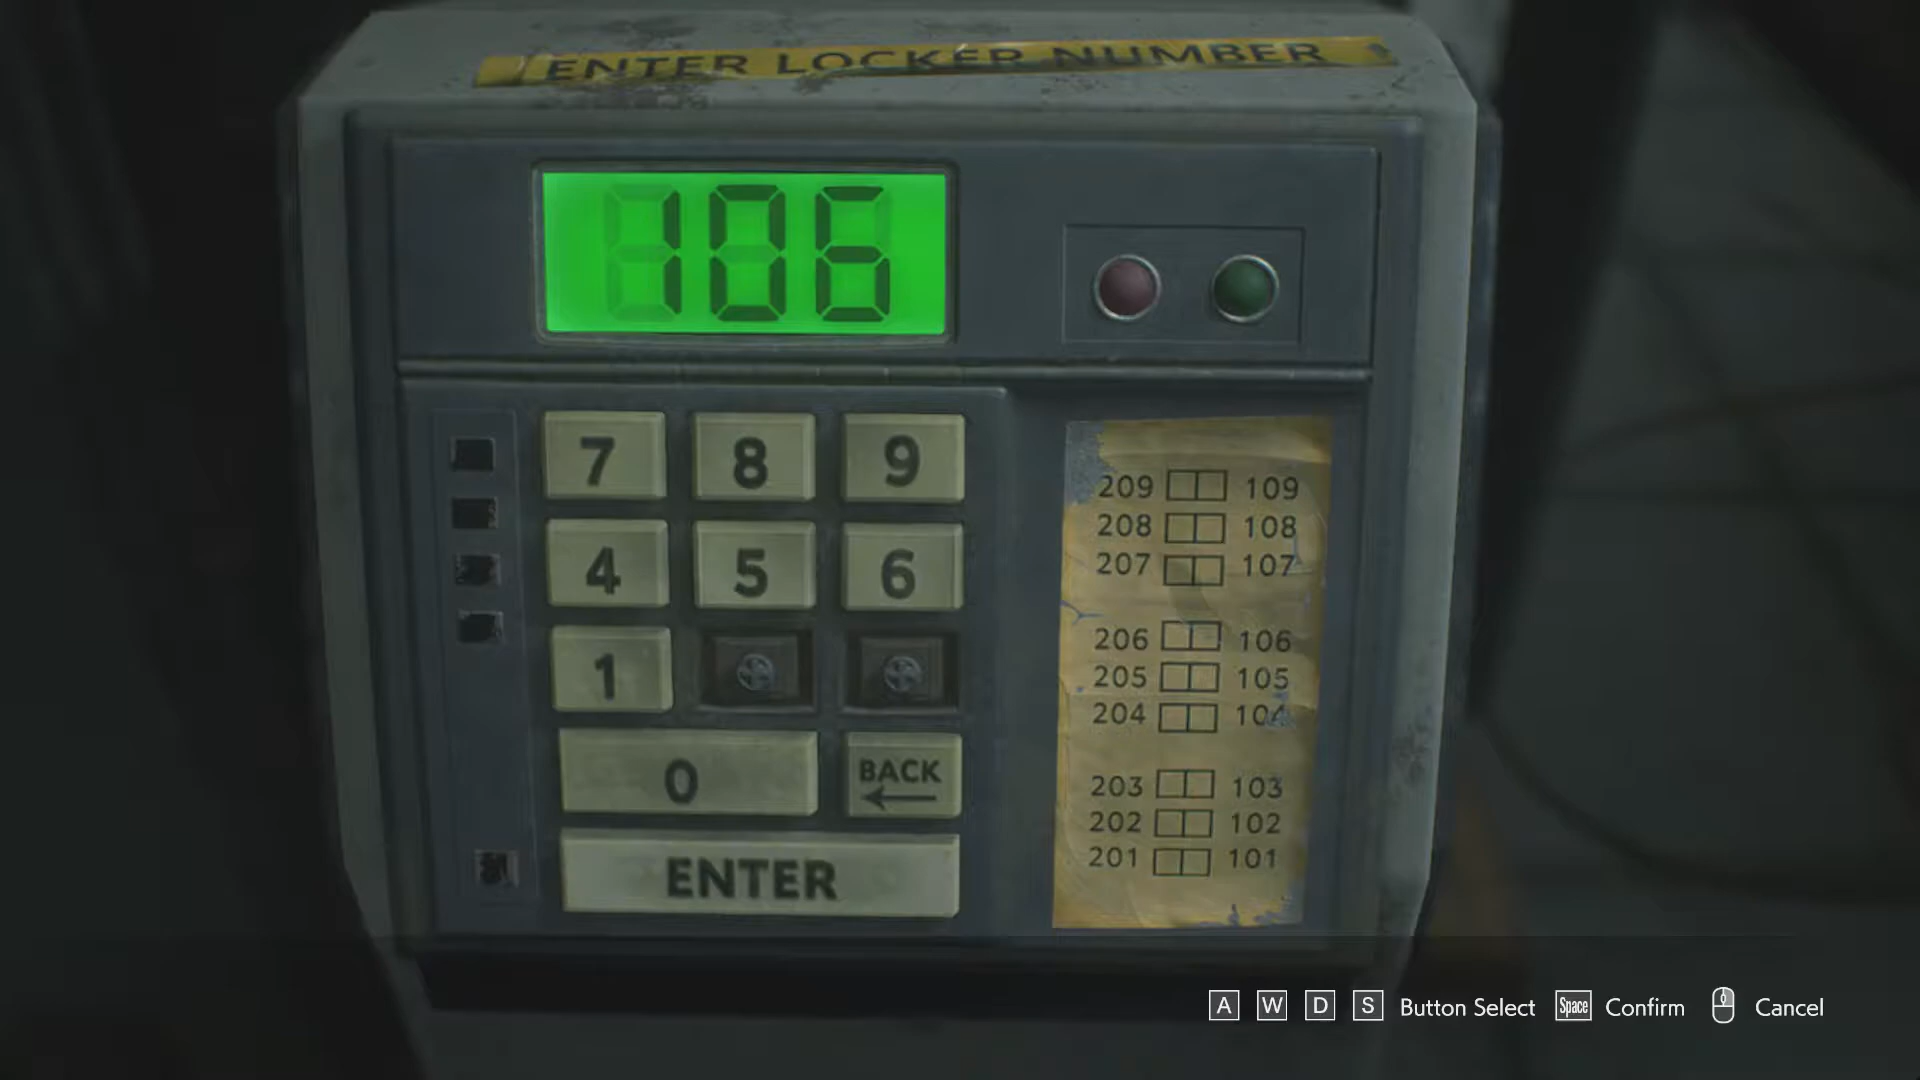 ENTER LOCKER NUMBER
106
7 8 9
4 5 6
1
0 BACK
ENTER
209 109
208 108
207 107
206 106
205 105
204 104
203 103
202 102
201 101
A W D S Button Select Space Confirm Cancel